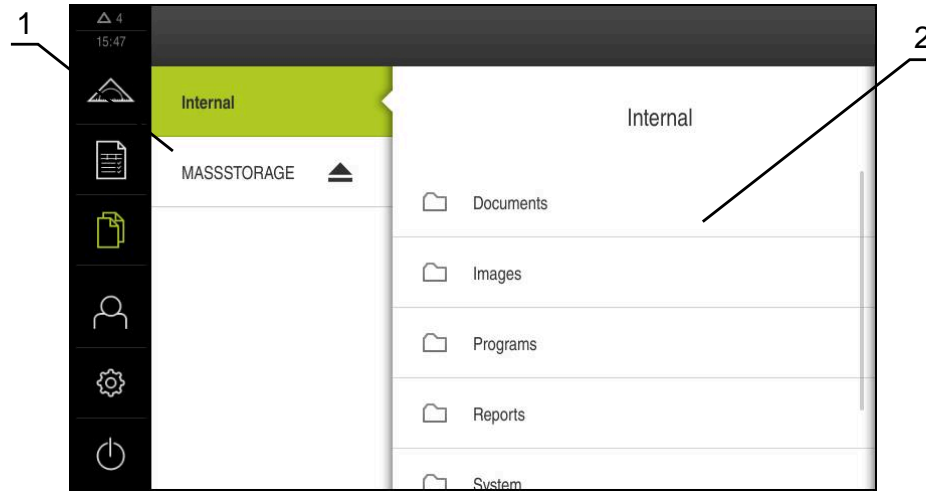 1
2
4
15:47
Internal
MASSSTORAGE
Internal
Documents
Images
Programs
Reports
System